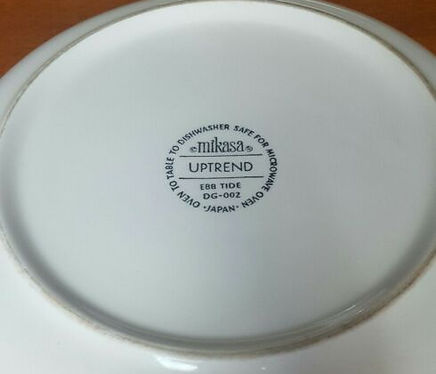 OVEN TO TABLE TO DISHWASHER SAFE FOR MICROWAVE OVEN
mikasa®
UPTREND
EBB TIDE
DG-002
·JAPAN·